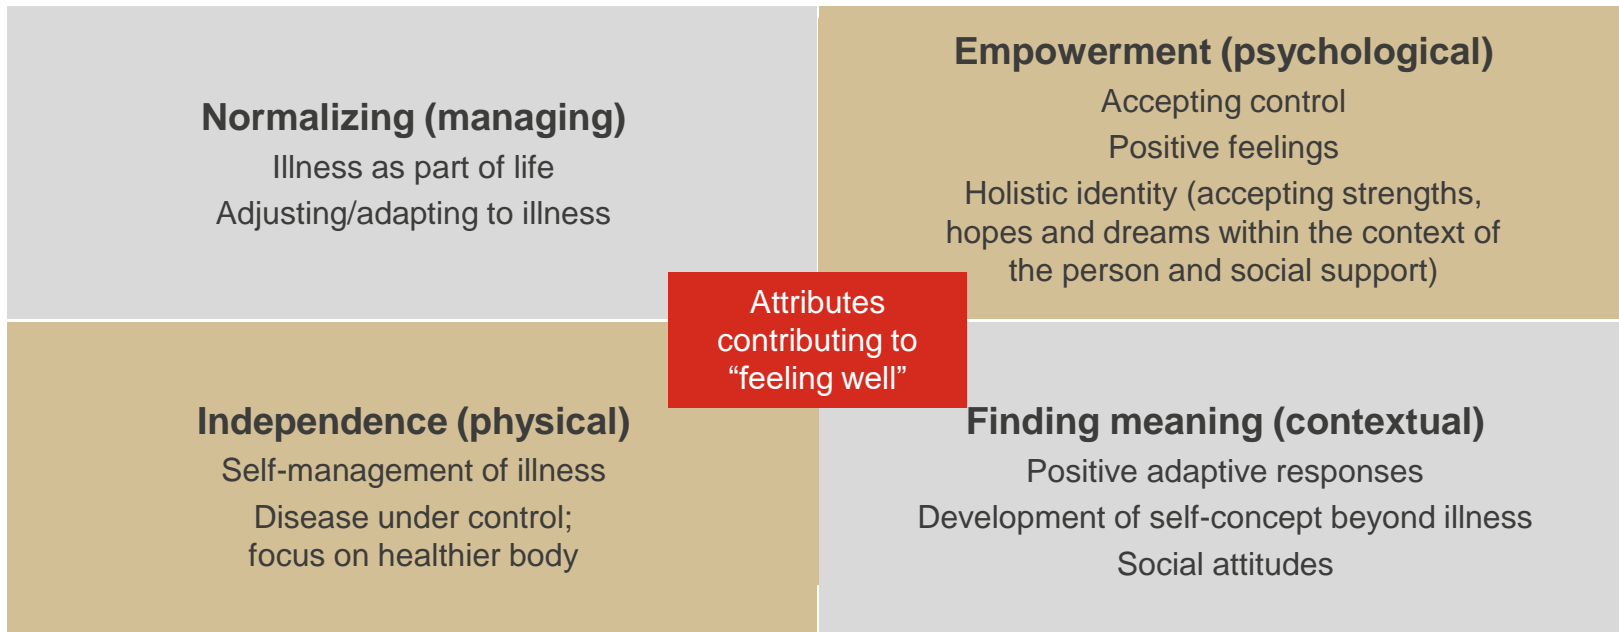 Normalizing (managing)
Illness as part of life
Adjusting/adapting to illness
Empowerment (psychological)
Accepting control
Positive feelings
Holistic identity (accepting strengths,
hopes and dreams within the context of
the person and social support)
Attributes
contributing to
“feeling well”
Independence (physical)
Self-management of illness
Disease under control;
focus on healthier body
Finding meaning (contextual)
Positive adaptive responses
Development of self-concept beyond illness
Social attitudes